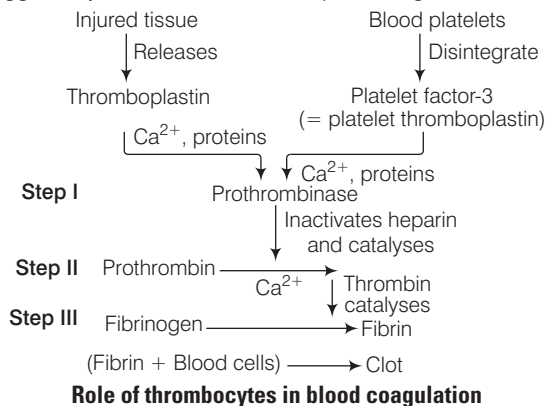 Injured tissue Blood platelets
Releases Disintegrate
Thromboplastin Platelet factor-3
(= platelet thromboplastin)
Ca²⁺, proteins
Ca²⁺, proteins
Step I Prothrombinase
Inactivates heparin
and catalyses
Step II Prothrombin Thrombin
Ca²⁺
catalyses
Step III Fibrinogen Fibrin
(Fibrin + Blood cells) Clot
Role of thrombocytes in blood coagulation